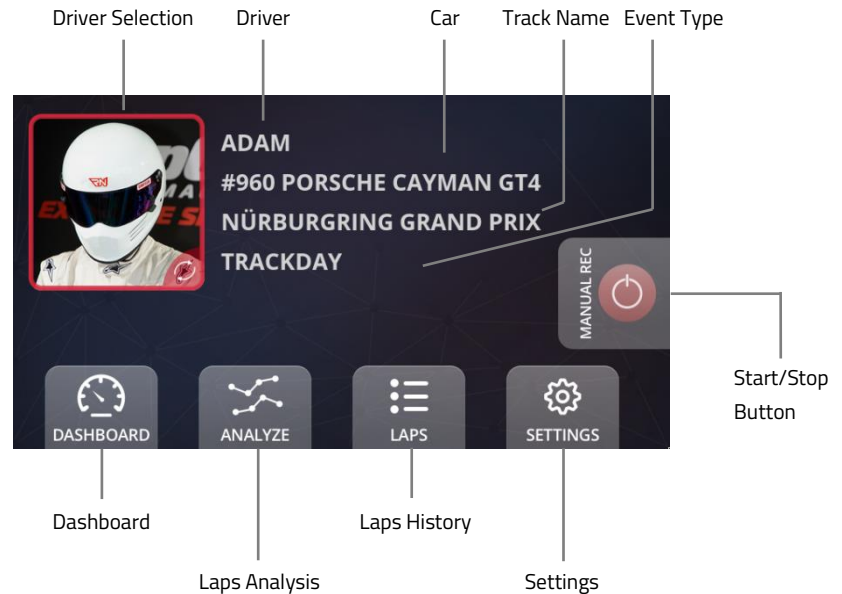 Driver Selection
Driver
Car
Track Name
Event Type
ADAM
#960 PORSCHE CAYMAN GT4
NÜRBURGRING GRAND PRIX
TRACKDAY
MANUAL REC
Start/Stop
Button
DASHBOARD
ANALYZE
LAPS
SETTINGS
Dashboard
Laps History
Laps Analysis
Settings